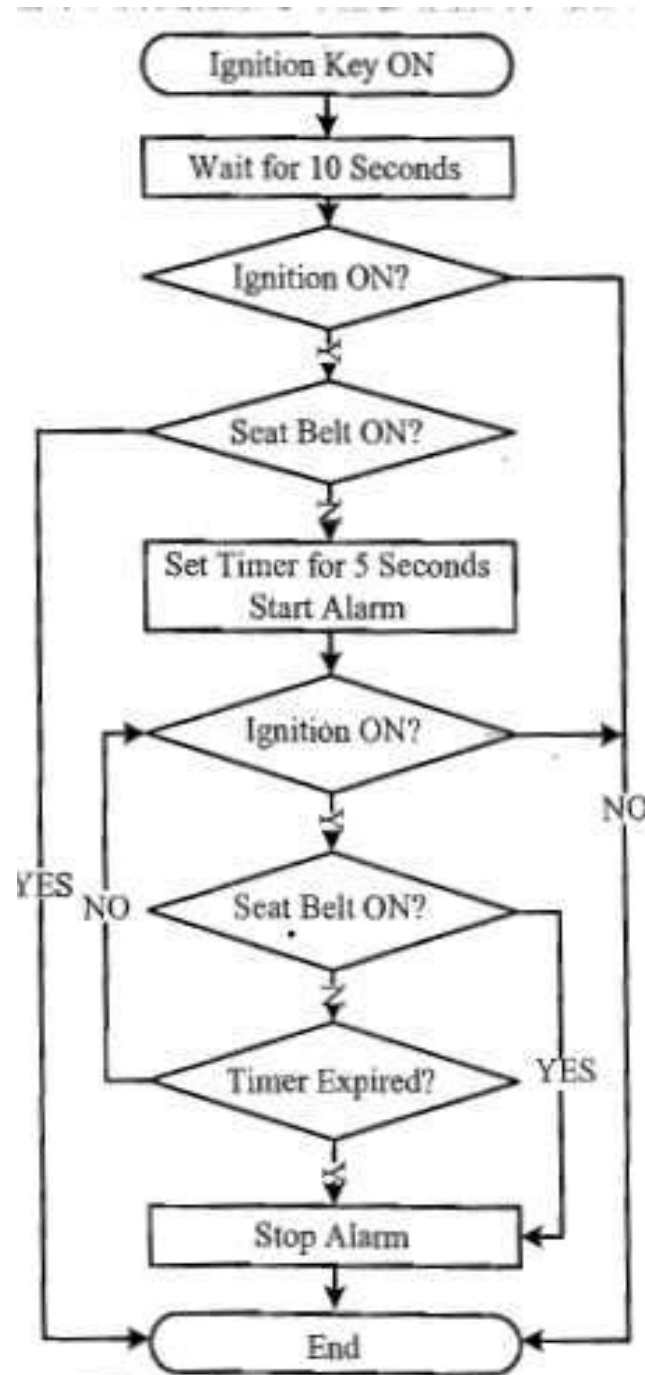 Ignition Key ON
Wait for 10 Seconds
Ignition ON?
Y
Seat Belt ON?
N
Set Timer for 5 Seconds
Start Alarm
Ignition ON?
Y
NO
YES
NO
Seat Belt ON?
N
Timer Expired?
YES
Y
Stop Alarm
End